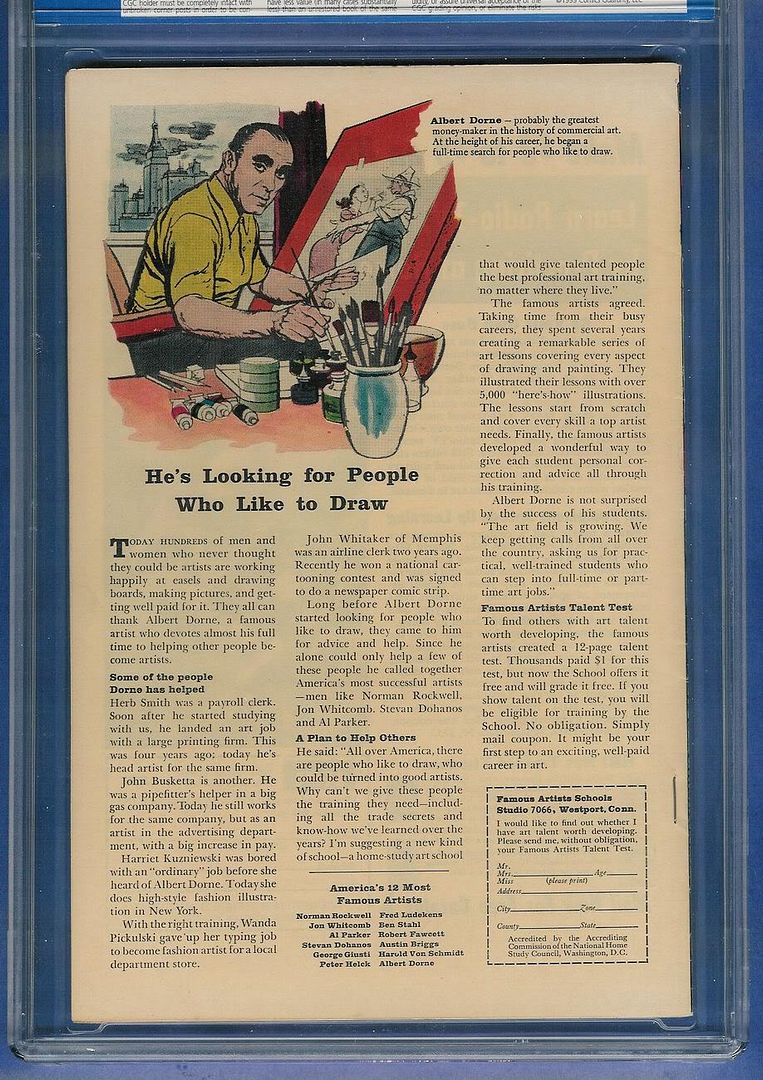 CGC holder must be completely intact with
have less value (in many cases substantially
©1999 Comics Guaranty, LLC
Albert Dorne — probably the greatest
money-maker in the history of commercial art.
At the height of his career, he began a
full-time search for people who like to draw.
He's Looking for People
Who Like to Draw
TODAY HUNDREDS of men and
women who never thought
they could be artists are working
happily at easels and drawing
boards, making pictures, and get-
ting well paid for it. They all can
thank Albert Dorne, a famous
artist who devotes almost his full
time to helping other people be-
come artists.
Some of the people
Dorne has helped
Herb Smith was a payroll clerk.
Soon after he started studying
with us, he landed an art job
with a large printing firm. This
was four years ago; today he's
head artist for the same firm.
John Busketta is another. He
was a pipefitter's helper in a big
gas company. Today he still works
for the same company, but as an
artist in the advertising depart-
ment, with a big increase in pay.
Harriet Kuzniewski was bored
with an "ordinary" job before she
heard of Albert Dorne. Today she
does high-style fashion illustra-
tion in New York.
With the right training, Wanda
Pickulski gave up her typing job
to become fashion artist for a local
department store.
John Whitaker of Memphis
was an airline clerk two years ago.
Recently he won a national car-
tooning contest and was signed
to do a newspaper comic strip.
Long before Albert Dorne
started looking for people who
like to draw, they came to him
for advice and help. Since he
alone could only help a few of
these people he called together
America's most successful artists
—men like Norman Rockwell,
Jon Whitcomb, Stevan Dohanos
and Al Parker.
A Plan to Help Others
He said: "All over America, there
are people who like to draw, who
could be turned into good artists.
Why can't we give these people
the training they need—includ-
ing all the trade secrets and
know-how we've learned over the
years? I'm suggesting a new kind
of school—a home-study art school
America's 12 Most
Famous Artists
Norman Rockwell Fred Ludekens
Jon Whitcomb Ben Stahl
Al Parker Robert Fawcett
Stevan Dohanos Austin Briggs
George Giusti Harold Von Schmidt
Peter Helck Albert Dorne
that would give talented people
the best professional art training,
no matter where they live."
The famous artists agreed.
Taking time from their busy
careers, they spent several years
creating a remarkable series of
art lessons covering every aspect
of drawing and painting. They
illustrated their lessons with over
5,000 "here's-how" illustrations.
The lessons start from scratch
and cover every skill a top artist
needs. Finally, the famous artists
developed a wonderful way to
give each student personal cor-
rection and advice all through
his training.
Albert Dorne is not surprised
by the success of his students.
"The art field is growing. We
keep getting calls from all over
the country, asking us for prac-
tical, well-trained students who
can step into full-time or part-
time art jobs."
Famous Artists Talent Test
To find others with art talent
worth developing, the famous
artists created a 12-page talent
test. Thousands paid $1 for this
test, but now the School offers it
free and will grade it free. If you
show talent on the test, you will
be eligible for training by the
School. No obligation. Simply
mail coupon. It might be your
first step to an exciting, well-paid
career in art.
Famous Artists Schools
Studio 7066, Westport, Conn.
I would like to find out whether I
have art talent worth developing.
Please send me, without obligation,
your Famous Artists Talent Test.
Mr.
Mrs. Age
Miss (please print)
Address
City Zone
County State
Accredited by the Accrediting
Commission of the National Home
Study Council, Washington, D.C.